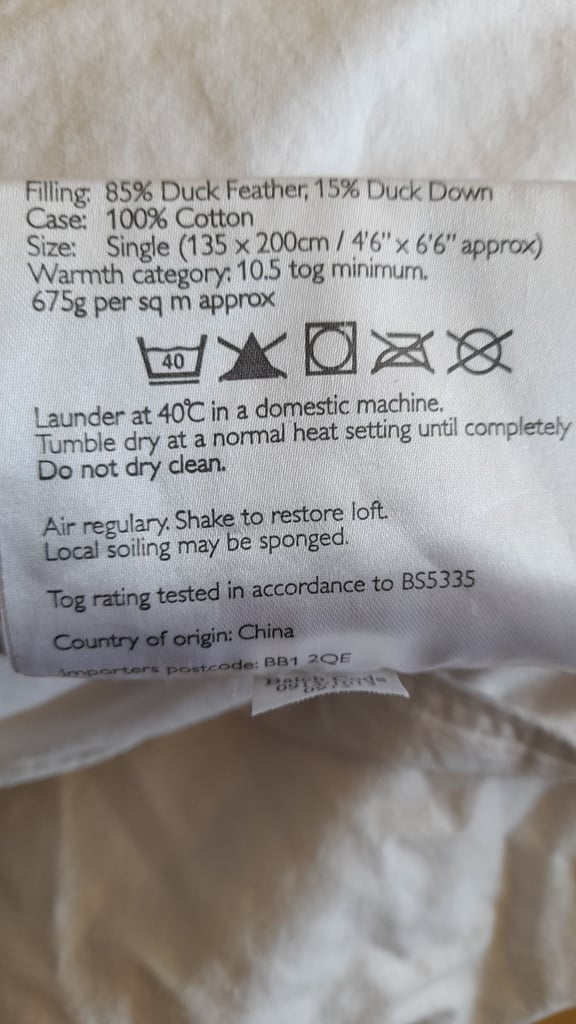 Filling: 85% Duck Feather, 15% Duck Down
Case: 100% Cotton
Size: Single (135 x 200cm / 4'6" x 6'6" approx)
Warmth category: 10.5 tog minimum.
675g per sq m approx
40
Launder at 40°C in a domestic machine.
Tumble dry at a normal heat setting until completely
Do not dry clean.
Air regulary. Shake to restore loft.
Local soiling may be sponged.
Tog rating tested in accordance to BS5335
Country of origin: China
Importers postcode: BB1 2QE
Batch Code